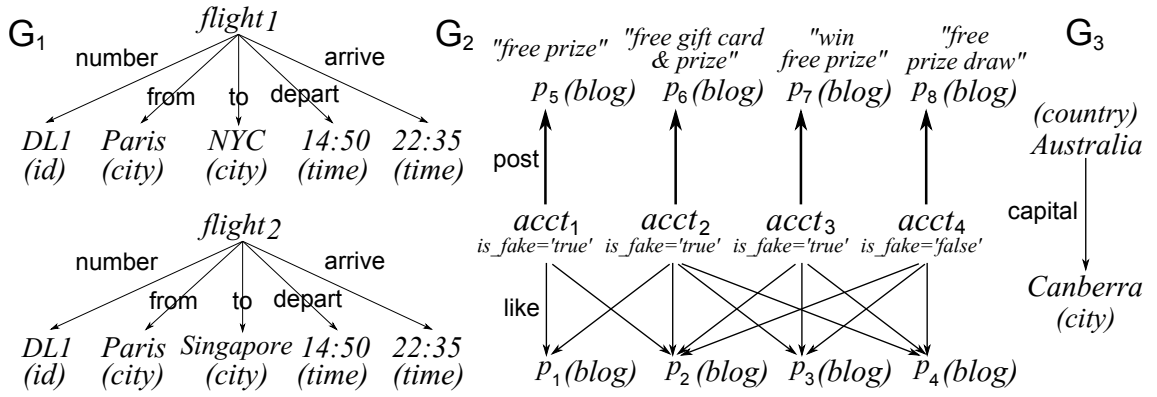 G1
flight1
number
arrive
from
to
depart
DL1 Paris NYC 14:50 22:35
(id) (city) (city) (time) (time)
flight2
number
arrive
from
to
depart
DL1 Paris Singapore 14:50 22:35
(id) (city) (city) (time) (time)
G2
"free prize"
"free gift card
& prize"
"win
free prize"
"free
prize draw"
p5 (blog) p6 (blog) p7 (blog) p8 (blog)
post
acct1 acct2 acct3 acct4
is_fake='true' is_fake='true' is_fake='true' is_fake='false'
like
p1 (blog) p2 (blog) p3 (blog) p4 (blog)
G3
(country)
Australia
capital
Canberra
(city)